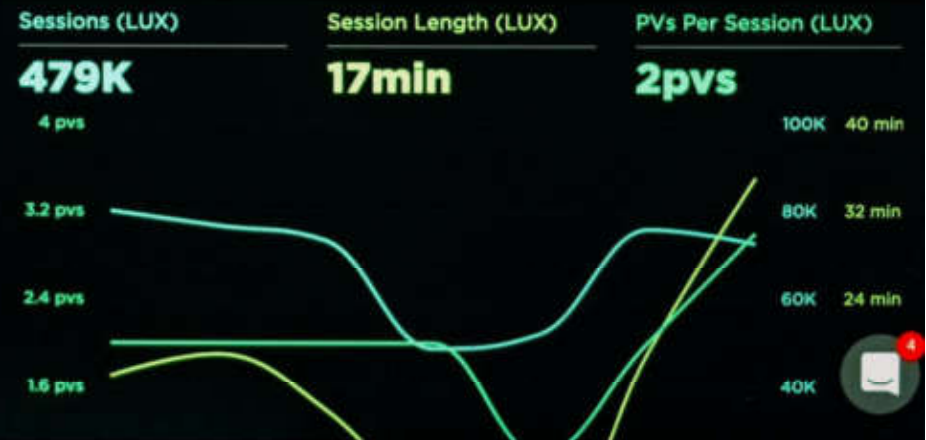 Sessions (LUX) Session Length (LUX) PVs Per Session (LUX)
479K 17min 2pvs
4 pvs 100K 40 min
3.2 pvs 80K 32 min
2.4 pvs 60K 24 min
4
1.6 pvs 40K